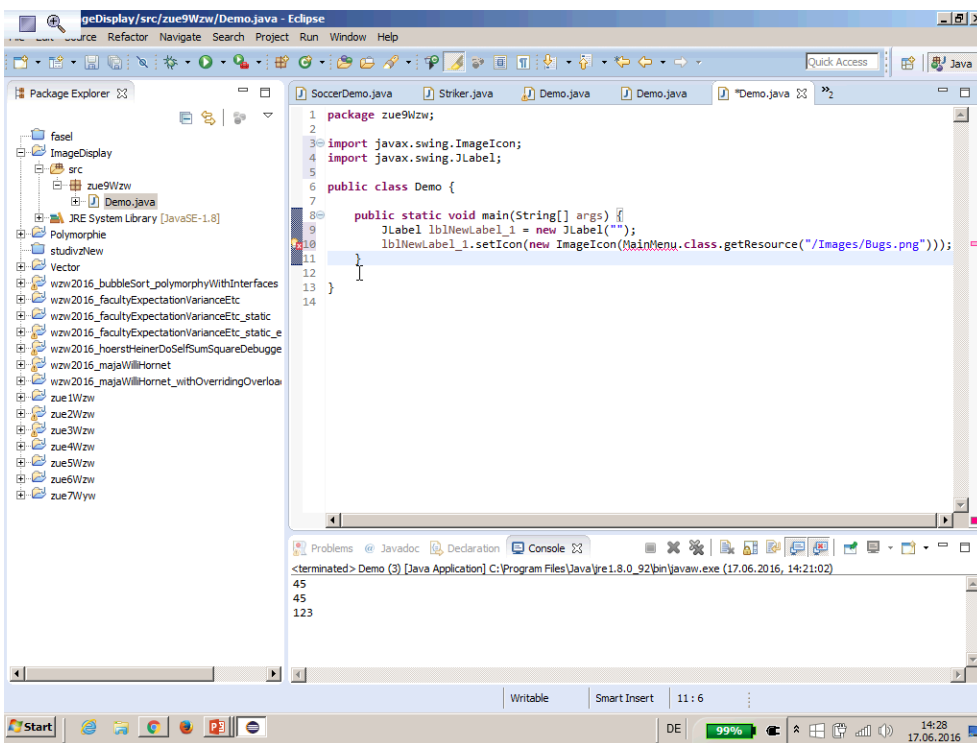 geDisplay/src/zue9Wzw/Demo.java - Eclipse
Source Refactor Navigate Search Project Run Window Help
Quick Access
Java
Package Explorer
fasel
ImageDisplay
src
zue9Wzw
Demo.java
JRE System Library [JavaSE-1.8]
Polymorphie
studivzNew
Vector
wzw2016_bubbleSort_polymorphyWithInterfaces
wzw2016_facultyExpectationVarianceEtc
wzw2016_facultyExpectationVarianceEtc_static
wzw2016_facultyExpectationVarianceEtc_static_e
wzw2016_hoerstHeinerDoSelfSumSquareDebugge
wzw2016_majaWilliHornet
wzw2016_majaWilliHornet_withOverridingOverloa
zue1Wzw
zue2Wzw
zue3Wzw
zue4Wzw
zue5Wzw
zue6Wzw
zue7Wyw
SoccerDemo.java Striker.java Demo.java Demo.java *Demo.java »2
1 package zue9Wzw;
2
3 import javax.swing.ImageIcon;
4 import javax.swing.JLabel;
5
6 public class Demo {
7
8 public static void main(String[] args) {
9 JLabel lblNewLabel_1 = new JLabel("");
10 lblNewLabel_1.setIcon(new ImageIcon(MainMenu.class.getResource("/Images/Bugs.png")));
11 }
12
13 }
14
Problems @ Javadoc Declaration Console
<terminated> Demo (3) [Java Application] C:\Program Files\Java\jre1.8.0_92\bin\javaw.exe (17.06.2016, 14:21:02)
45
45
123
Writable Smart Insert 11 : 6
Start
DE 99% 14:28
17.06.2016